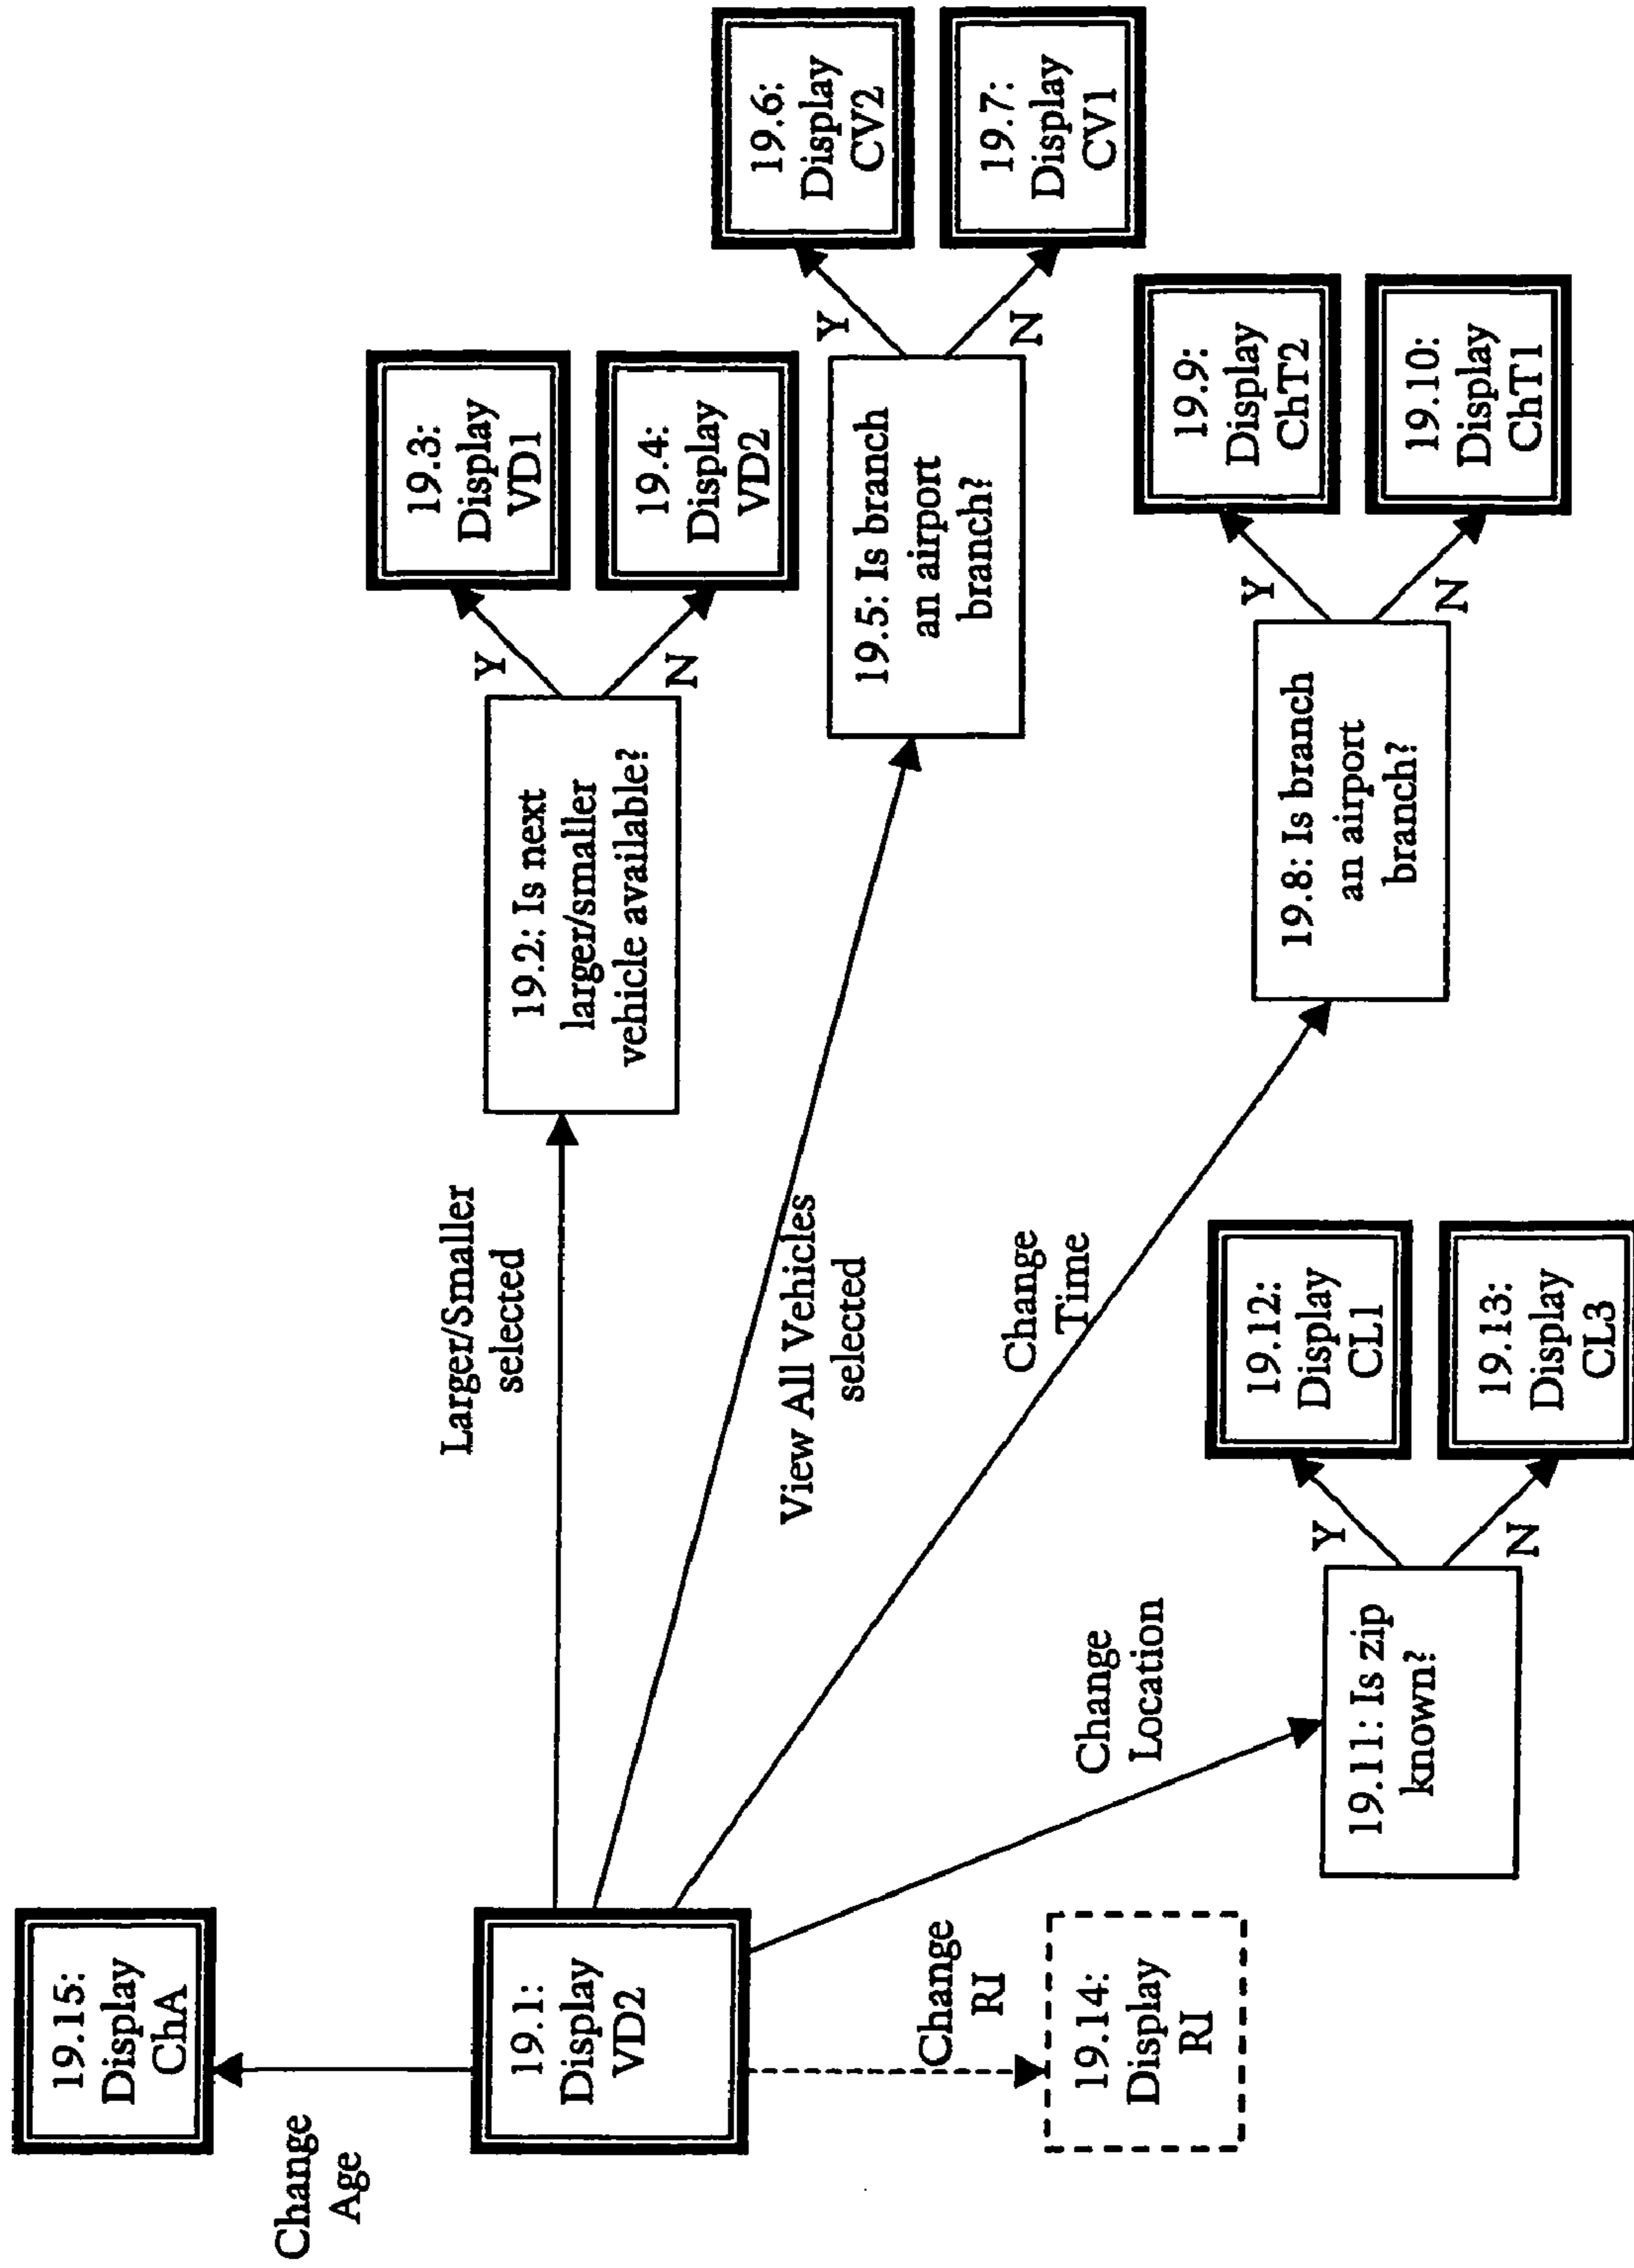 19.15:
Display
ChA
Change
Age
19.1:
Display
VD2
Larger/Smaller
selected
19.2: Is next
larger/smaller
vehicle available?
Y
N
19.3:
Display
VD1
19.4:
Display
VD2
View All Vehicles
selected
19.5: Is branch
an airport
branch?
Y
N
19.6:
Display
CV2
19.7:
Display
CV1
Change
Time
19.8: Is branch
an airport
branch?
Y
N
19.9:
Display
ChT2
19.10:
Display
ChT1
Change
Location
19.11: Is zip
known?
Y
N
19.12:
Display
CL1
19.13:
Display
CL3
Change
RI
19.14:
Display
RI